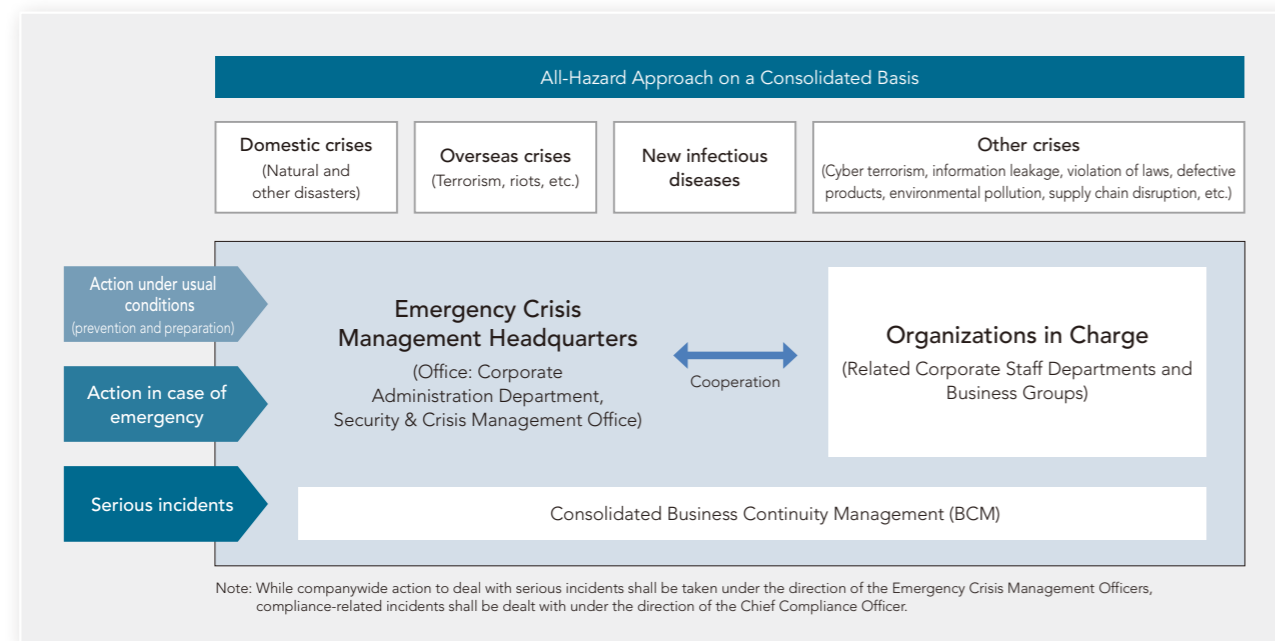 All-Hazard Approach on a Consolidated Basis
Domestic crises
(Natural and
other disasters)
Overseas crises
(Terrorism, riots, etc.)
New infectious
diseases
Other crises
(Cyber terrorism, information leakage, violation of laws, defective
products, environmental pollution, supply chain disruption, etc.)
Action under usual
conditions
(prevention and preparation)
Action in case of
emergency
Serious incidents
Emergency Crisis
Management Headquarters
(Office: Corporate
Administration Department,
Security & Crisis Management Office)
Cooperation
Organizations in Charge
(Related Corporate Staff Departments and
Business Groups)
Consolidated Business Continuity Management (BCM)
Note: While companywide action to deal with serious incidents shall be taken under the direction of the Emergency Crisis Management Officers,
compliance-related incidents shall be dealt with under the direction of the Chief Compliance Officer.